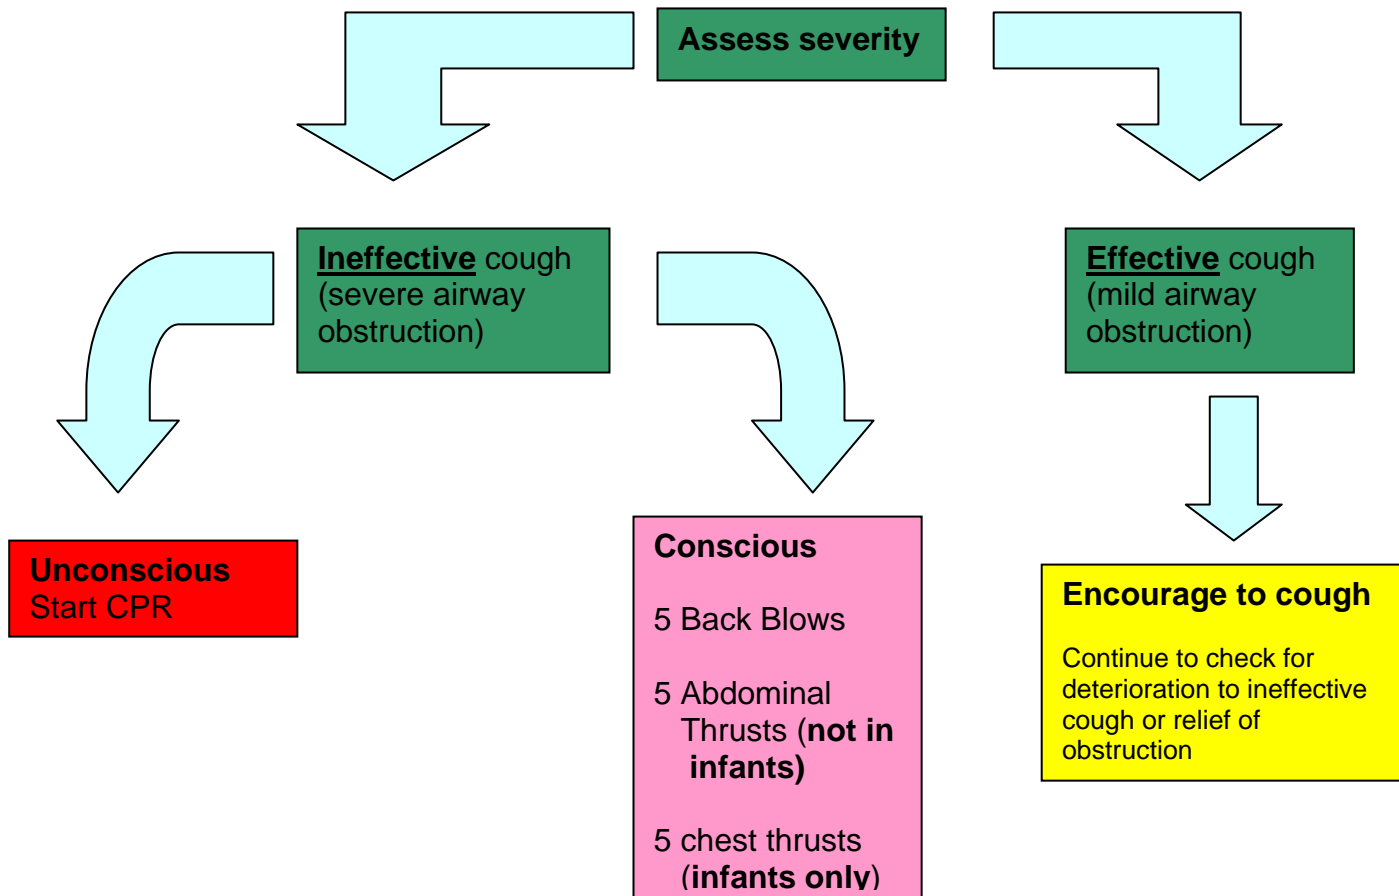 Assess severity
Ineffective cough
(severe airway
obstruction)
Effective cough
(mild airway
obstruction)
Unconscious
Start CPR
Conscious
5 Back Blows
5 Abdominal
Thrusts (not in
infants)
5 chest thrusts
(infants only)
Encourage to cough
Continue to check for
deterioration to ineffective
cough or relief of
obstruction